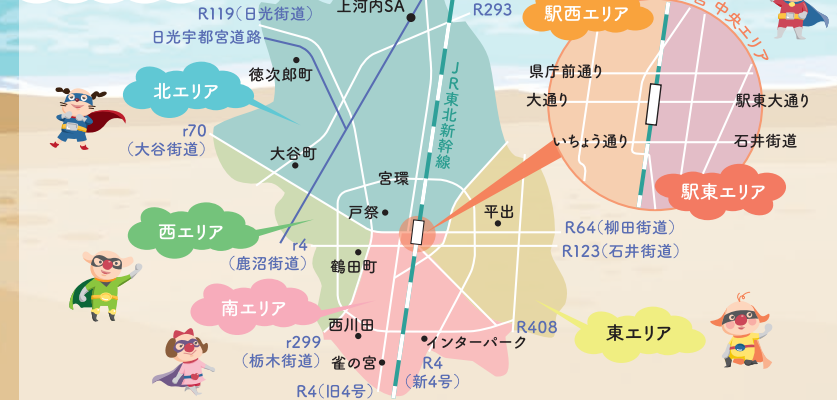 R119（日光街道）
上河内SA
R293
日光宇都宮道路
徳次郎町
北エリア
r70
（大谷街道）
大谷町
JR東北新幹線
宮環
戸祭
平出
R64（柳田街道）
R123（石井街道）
西エリア
r4
（鹿沼街道）
鶴田町
南エリア
西川田
インターパーク
R408
東エリア
r299
（栃木街道）
雀の宮
R4
（新4号）
R4（旧4号）
駅西エリア
中央エリア
県庁前通り
大通り
駅東大通り
いちょう通り
石井街道
駅東エリア